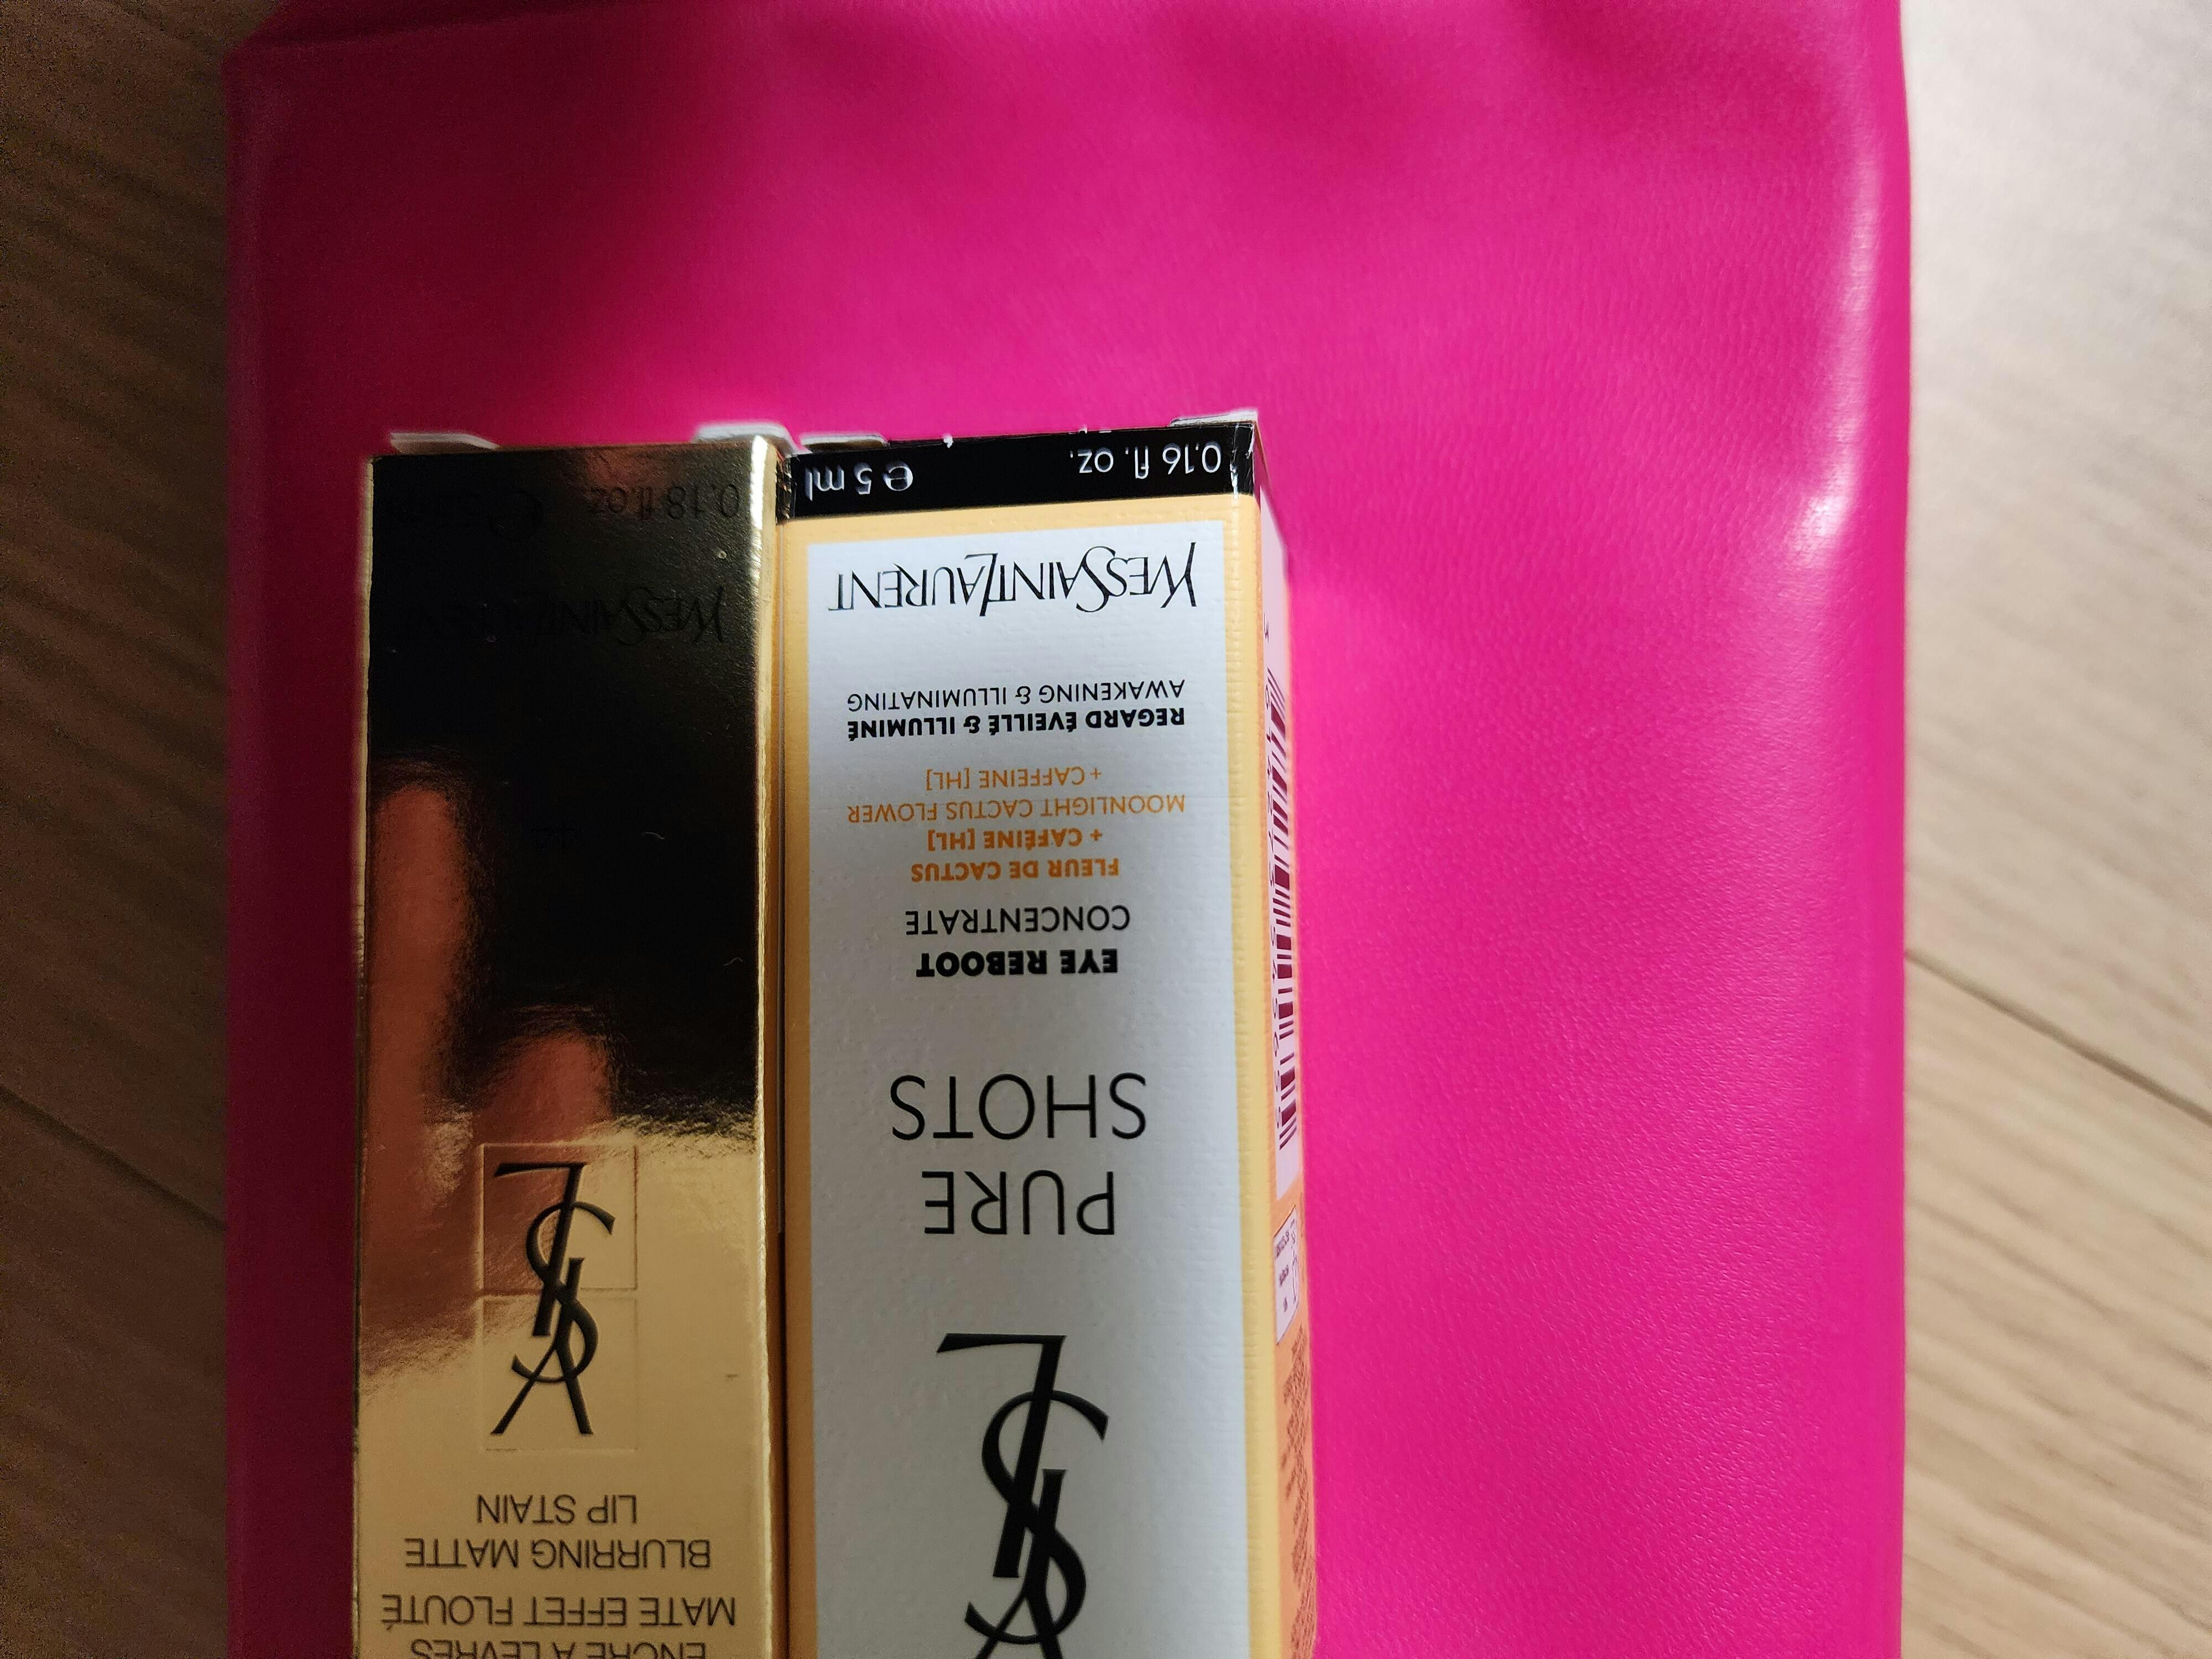 ENCRE À LÈVRES
MATE EFFET FLOUTÉ
BLURRING MATTE
LIP STAIN
YSL
YVESSAINTLAURENT
0,18 fl.oz
YSL
PURE
SHOTS
EYE REBOOT
CONCENTRATE
FLEUR DE CACTUS
+ CAFÉINE [HL]
MOONLIGHT CACTUS FLOWER
+CAFFEINE [HL]
REGARD ÉVEILLÉ & ILLUMINÉ
AWAKENING & ILLUMINATING
YVESSAINTLAURENT
0,16 fl. oz. ℮ 5 ml